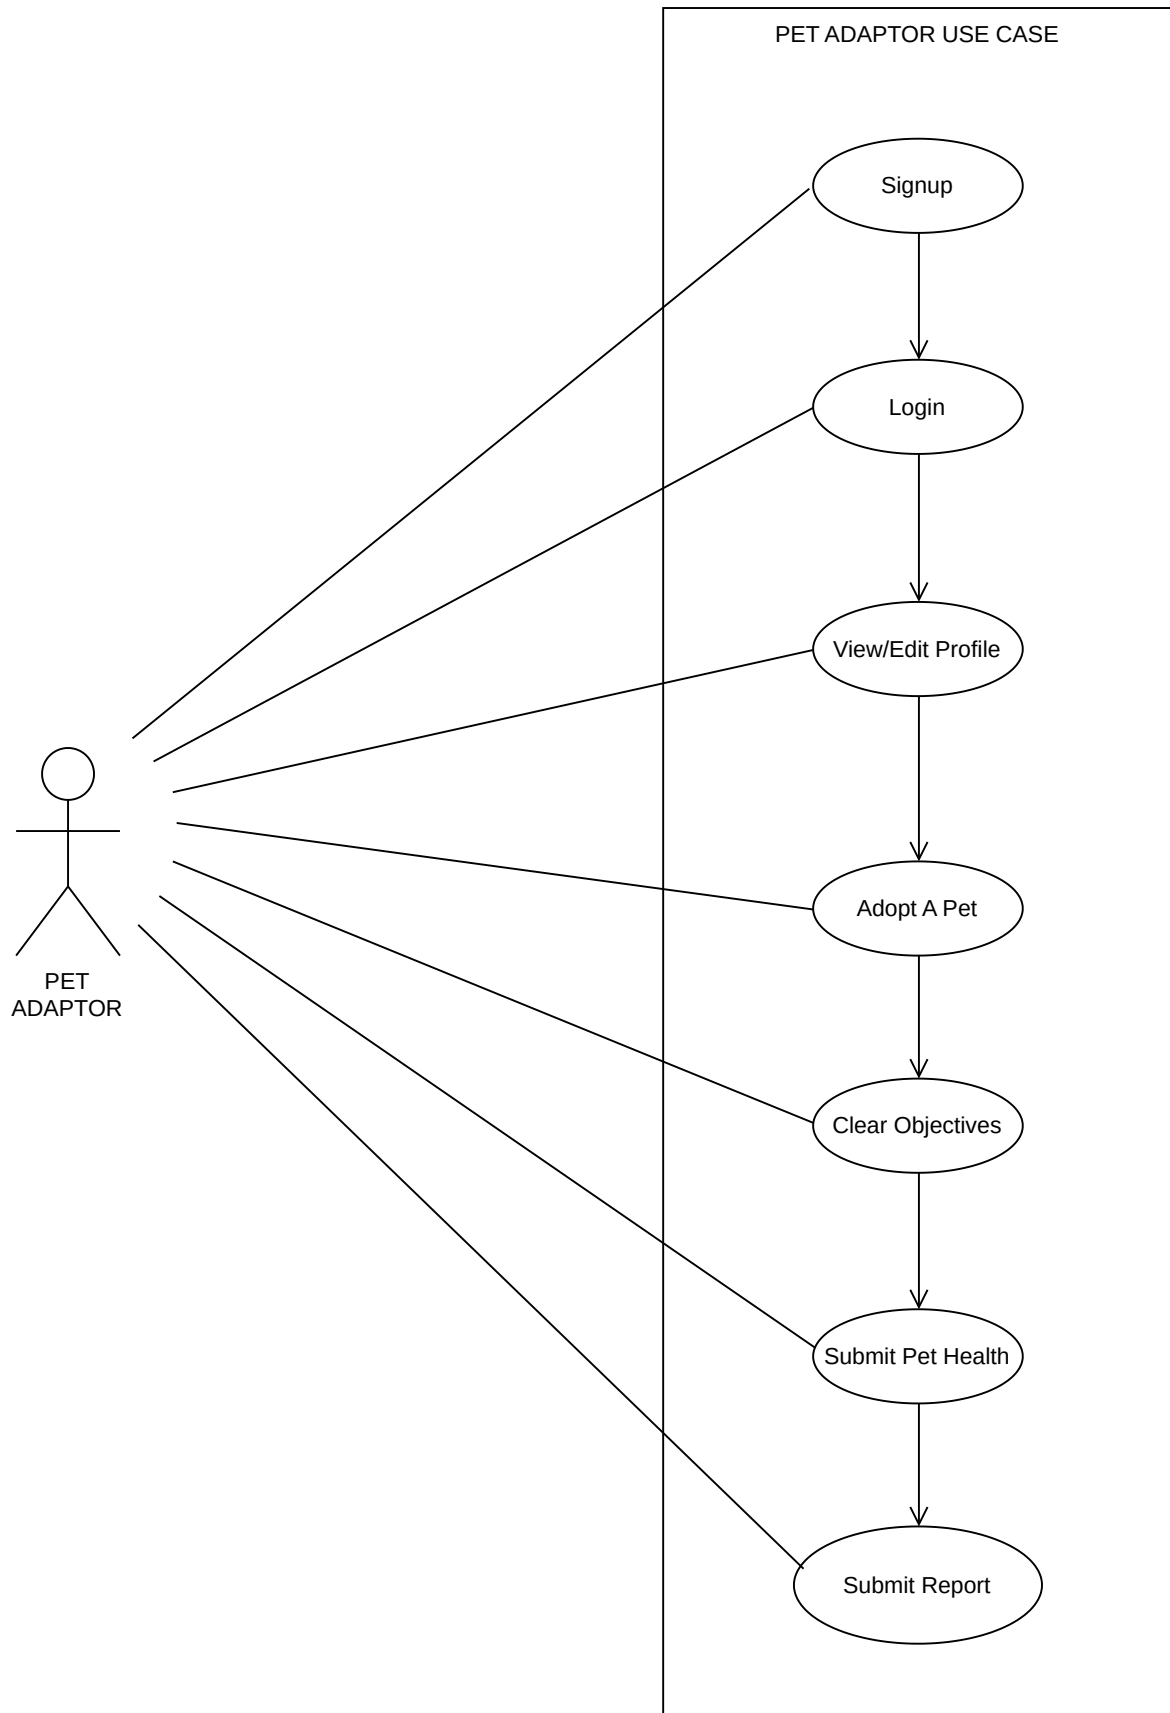 PET ADAPTOR USE CASE
Signup
Login
View/Edit Profile
Adopt A Pet
PET
ADAPTOR
Clear Objectives
Submit Pet Health
Submit Report